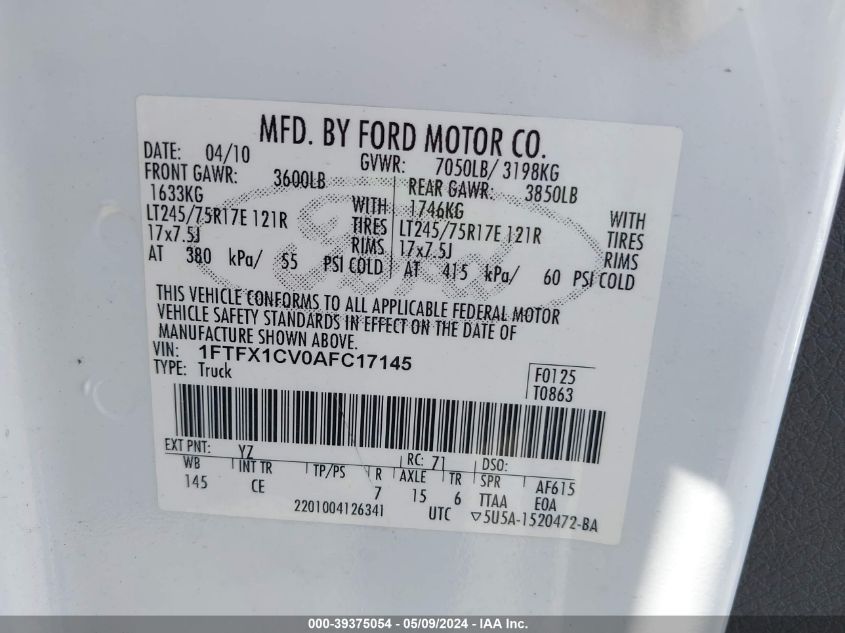 MFD. BY FORD MOTOR CO.
DATE: 04/10 GVWR: 7050LB/ 3198KG
FRONT GAWR: 3600LB REAR GAWR: 3850LB
1633KG WITH 1746KG WITH
LT245/75R17E 121R TIRES LT245/75R17E 121R TIRES
17x7.5J RIMS 17x7.5J RIMS
AT 380 kPa/ 55 PSI COLD AT 415 kPa/ 60 PSI COLD
Ford
THIS VEHICLE CONFORMS TO ALL APPLICABLE FEDERAL MOTOR
VEHICLE SAFETY STANDARDS IN EFFECT ON THE DATE OF
MANUFACTURE SHOWN ABOVE.
VIN: 1FTFX1CV0AFC17145
TYPE: Truck
F0125
T0863
EXT PNT: YZ RC: 71 DSO:
WB INT TR TP/PS R AXLE TR SPR AF615
145 CE 7 15 6 TTAA E0A
2201004126341 UTC ▽5U5A-1520472-BA
000-39375054 - 05/09/2024 - IAA Inc.